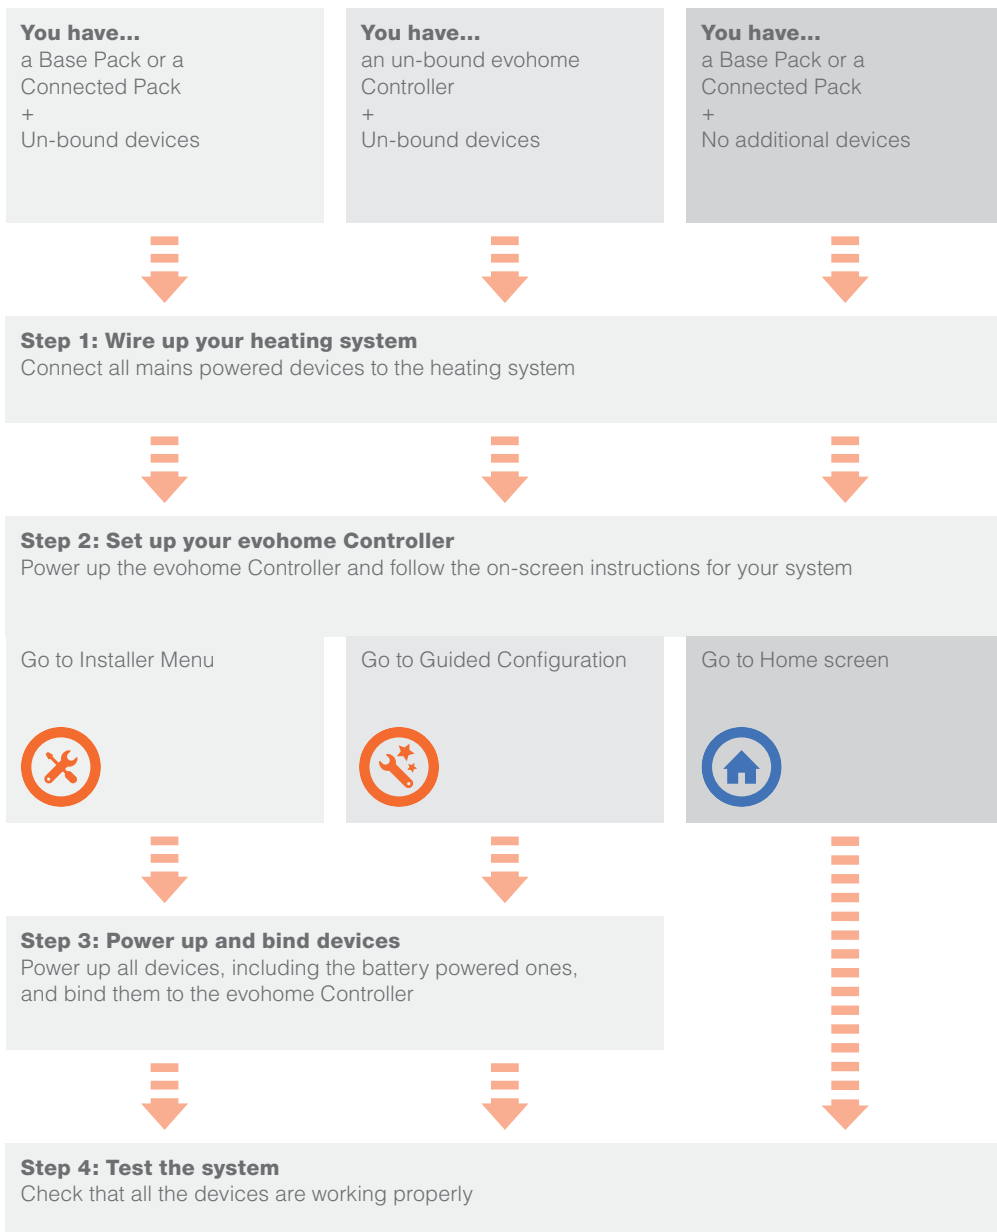 You have...
a Base Pack or a
Connected Pack
+
Un-bound devices
You have...
an un-bound evohome
Controller
+
Un-bound devices
You have...
a Base Pack or a
Connected Pack
+
No additional devices
Step 1: Wire up your heating system
Connect all mains powered devices to the heating system
Step 2: Set up your evohome Controller
Power up the evohome Controller and follow the on-screen instructions for your system
Go to Installer Menu
Go to Guided Configuration
Go to Home screen
Step 3: Power up and bind devices
Power up all devices, including the battery powered ones,
and bind them to the evohome Controller
Step 4: Test the system
Check that all the devices are working properly